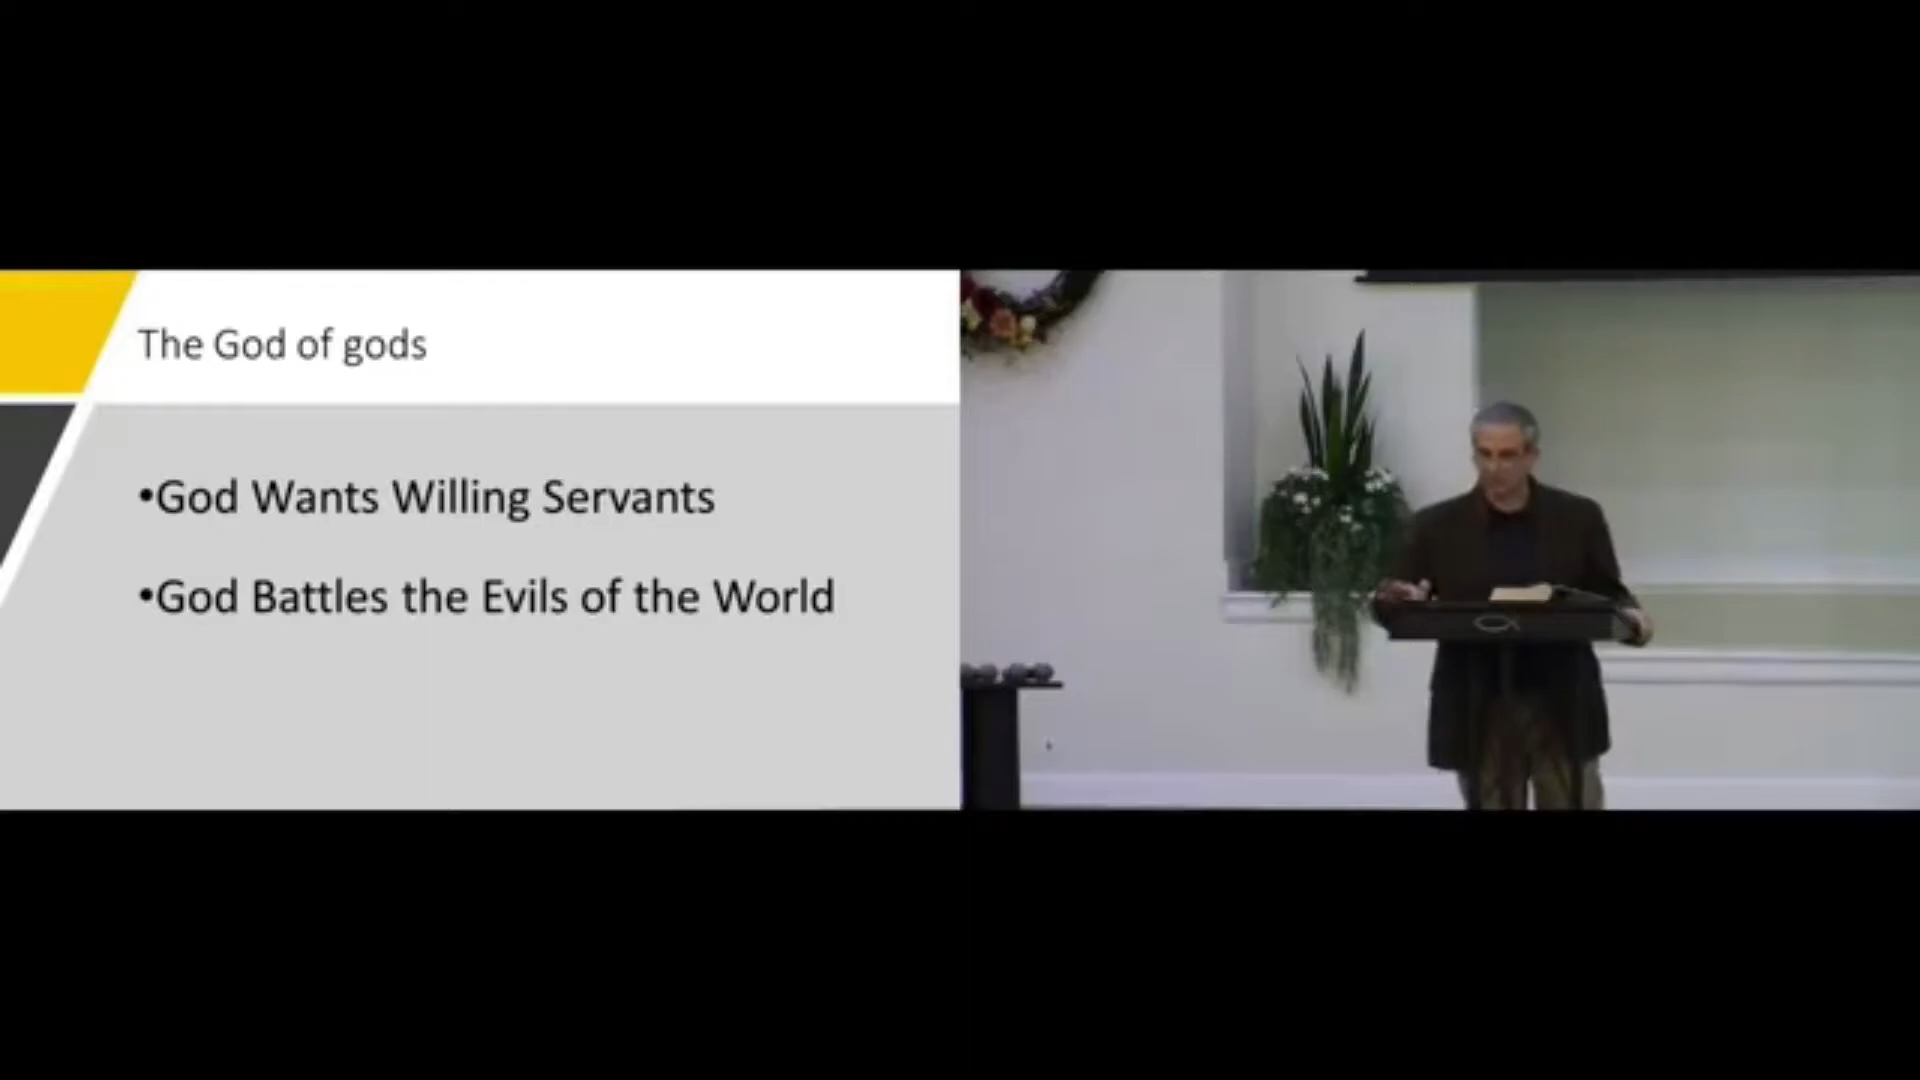 The God of gods
•God Wants Willing Servants
•God Battles the Evils of the World